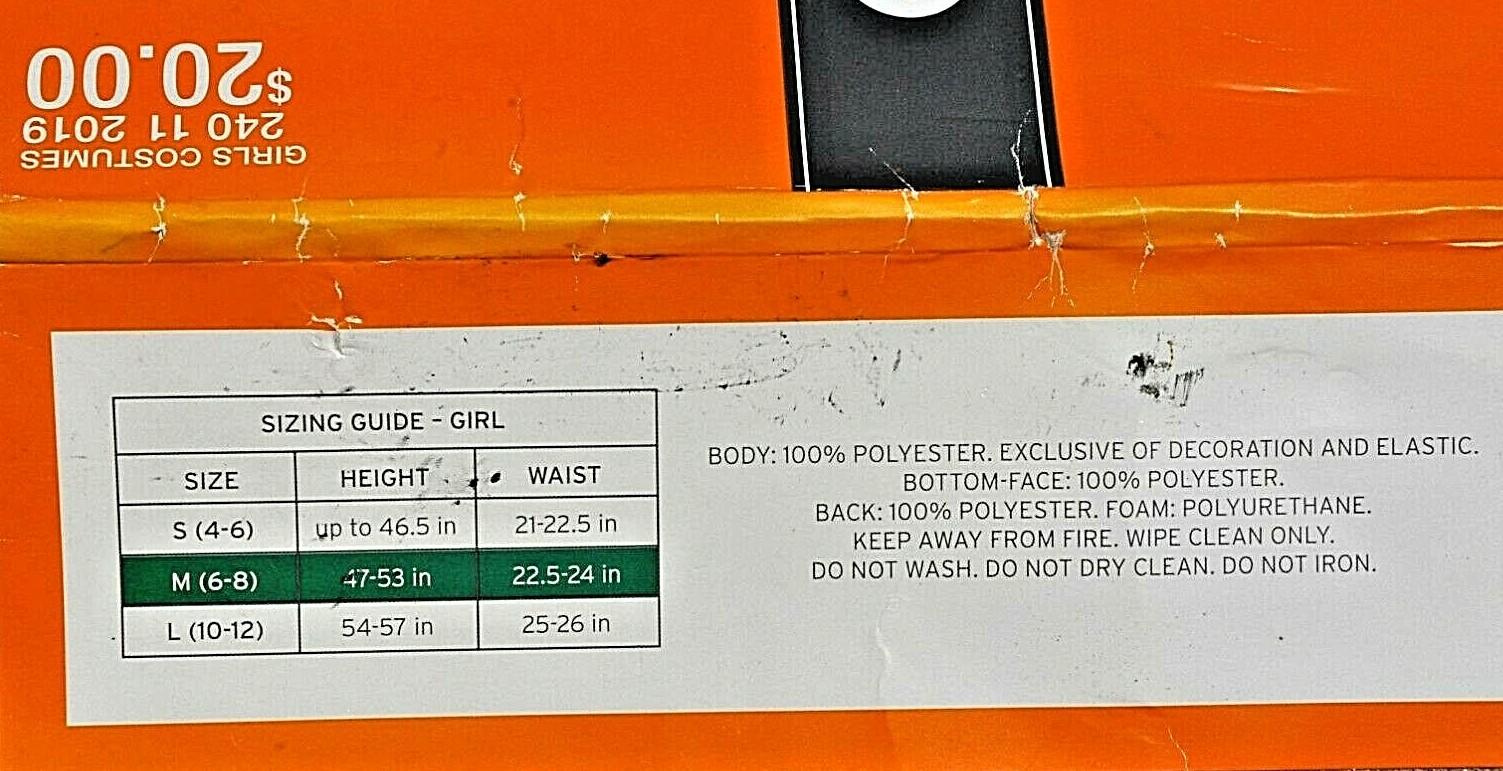 GIRLS COSTUMES
240 11 2019
$20.00
SIZING GUIDE - GIRL
SIZE HEIGHT WAIST
S (4-6) up to 46.5 in 21-22.5 in
M (6-8) 47-53 in 22.5-24 in
L (10-12) 54-57 in 25-26 in
BODY: 100% POLYESTER. EXCLUSIVE OF DECORATION AND ELASTIC.
BOTTOM-FACE: 100% POLYESTER.
BACK: 100% POLYESTER. FOAM: POLYURETHANE.
KEEP AWAY FROM FIRE. WIPE CLEAN ONLY.
DO NOT WASH. DO NOT DRY CLEAN. DO NOT IRON.